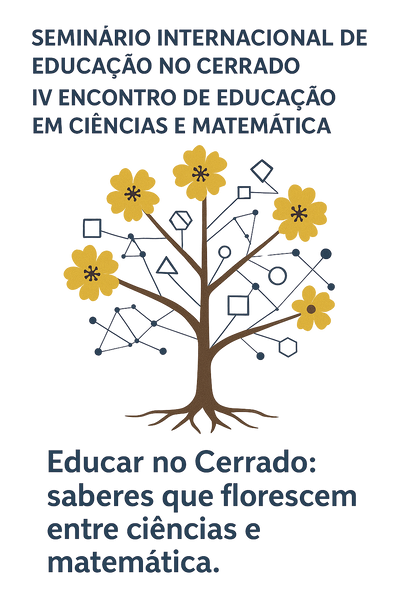 SEMINÁRIO INTERNACIONAL DE
EDUCAÇÃO NO CERRADO
IV ENCONTRO DE EDUCAÇÃO
EM CIÊNCIAS E MATEMÁTICA
Educar no Cerrado:
saberes que florescem
entre ciências e
matemática.